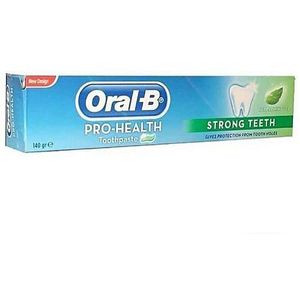 New Design
Oral-B
PRO-HEALTH
Toothpaste
140 gr e
STRONG TEETH
GIVES PROTECTION FROM TOOTH HOLES